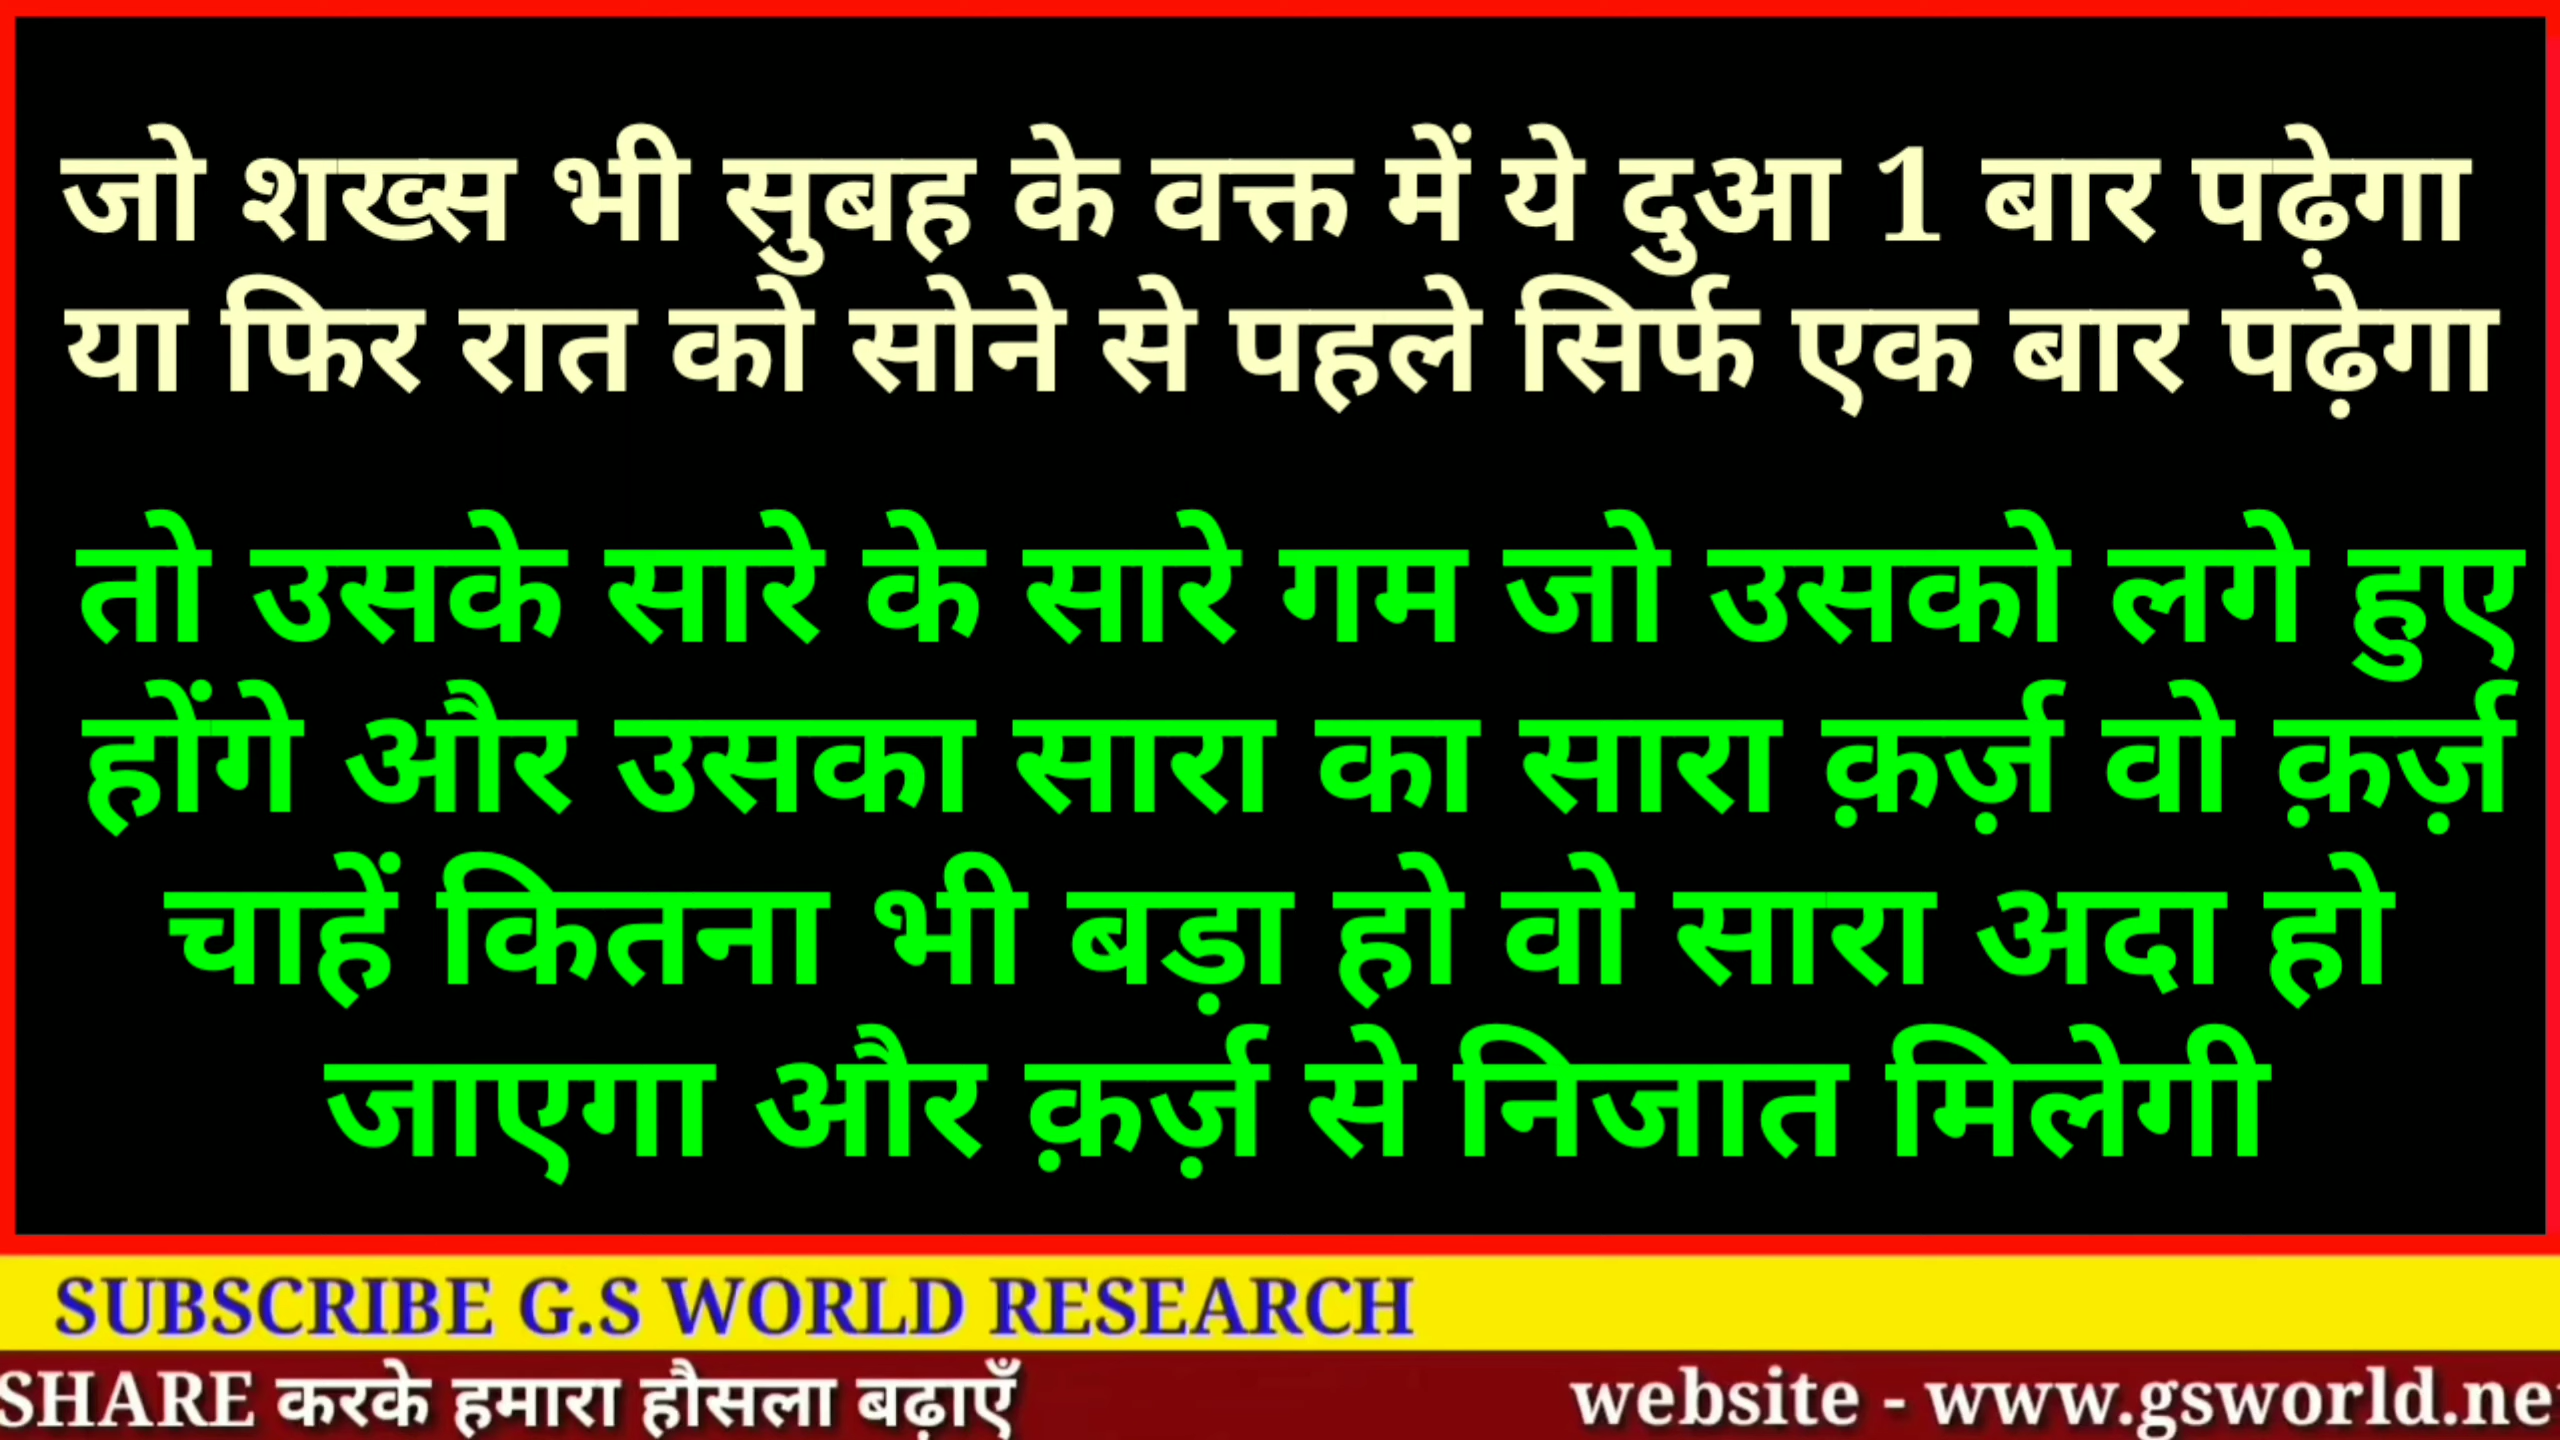 जो शख्स भी सुबह के वक्त में ये दुआ 1 बार पढ़ेगा
या फिर रात को सोने से पहले सिर्फ एक बार पढ़ेगा
तो उसके सारे के सारे गम जो उसको लगे हुए
होंगे और उसका सारा का सारा क़र्ज़ वो क़र्ज़
चाहें कितना भी बड़ा हो वो सारा अदा हो
जाएगा और क़र्ज़ से निजात मिलेगी
SUBSCRIBE G.S WORLD RESEARCH
SHARE करके हमारा हौसला बढ़ाएँ
website - www.gsworld.ne